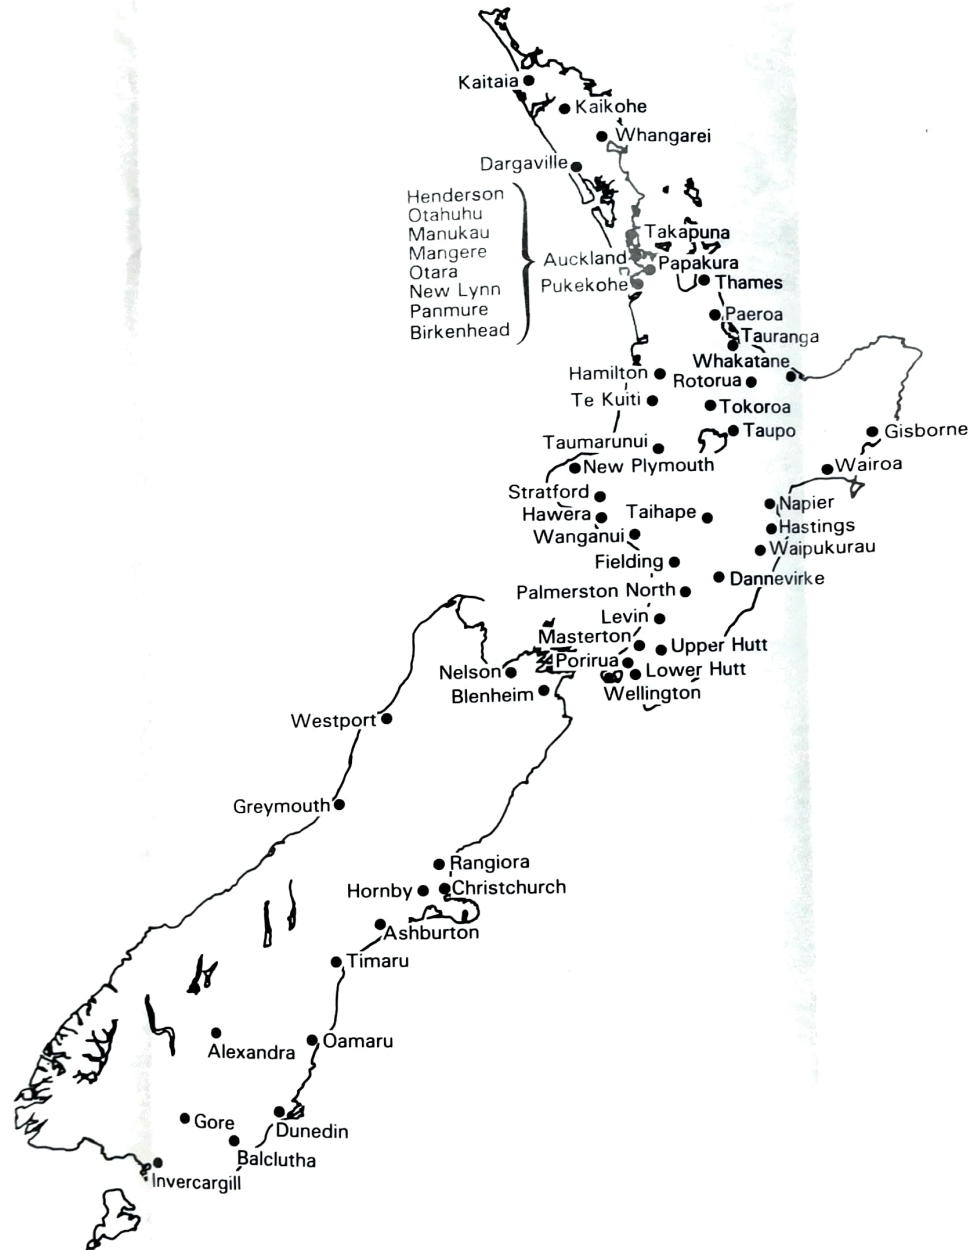 Kaitaia
Kaikohe
Whangarei
Dargaville
Henderson
Otahuhu
Manukau
Mangere
Otara
New Lynn
Panmure
Birkenhead
Takapuna
Auckland
Papakura
Pukekohe
Thames
Paeroa
Tauranga
Whakatane
Hamilton
Rotorua
Te Kuiti
Tokoroa
Taupo
Gisborne
Taumarunui
New Plymouth
Wairoa
Stratford
Napier
Hawera
Taihape
Hastings
Wanganui
Waipukurau
Fielding
Dannevirke
Palmerston North
Levin
Masterton
Upper Hutt
Porirua
Lower Hutt
Nelson
Wellington
Blenheim
Westport
Greymouth
Rangiora
Hornby
Christchurch
Ashburton
Timaru
Oamaru
Alexandra
Gore
Dunedin
Balclutha
Invercargill